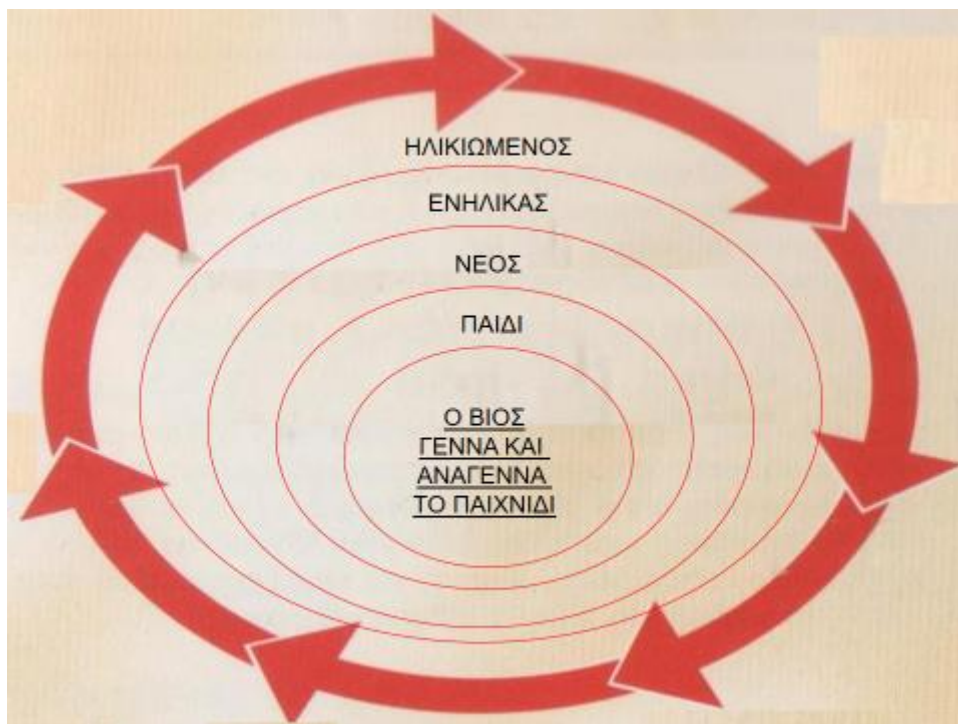 ΗΛΙΚΙΩΜΕΝΟΣ
ΕΝΗΛΙΚΑΣ
ΝΕΟΣ
ΠΑΙΔΙ
Ο ΒΙΟΣ
ΓΕΝΝΑ ΚΑΙ
ΑΝΑΓΕΝΝΑ
ΤΟ ΠΑΙΧΝΙΔΙ